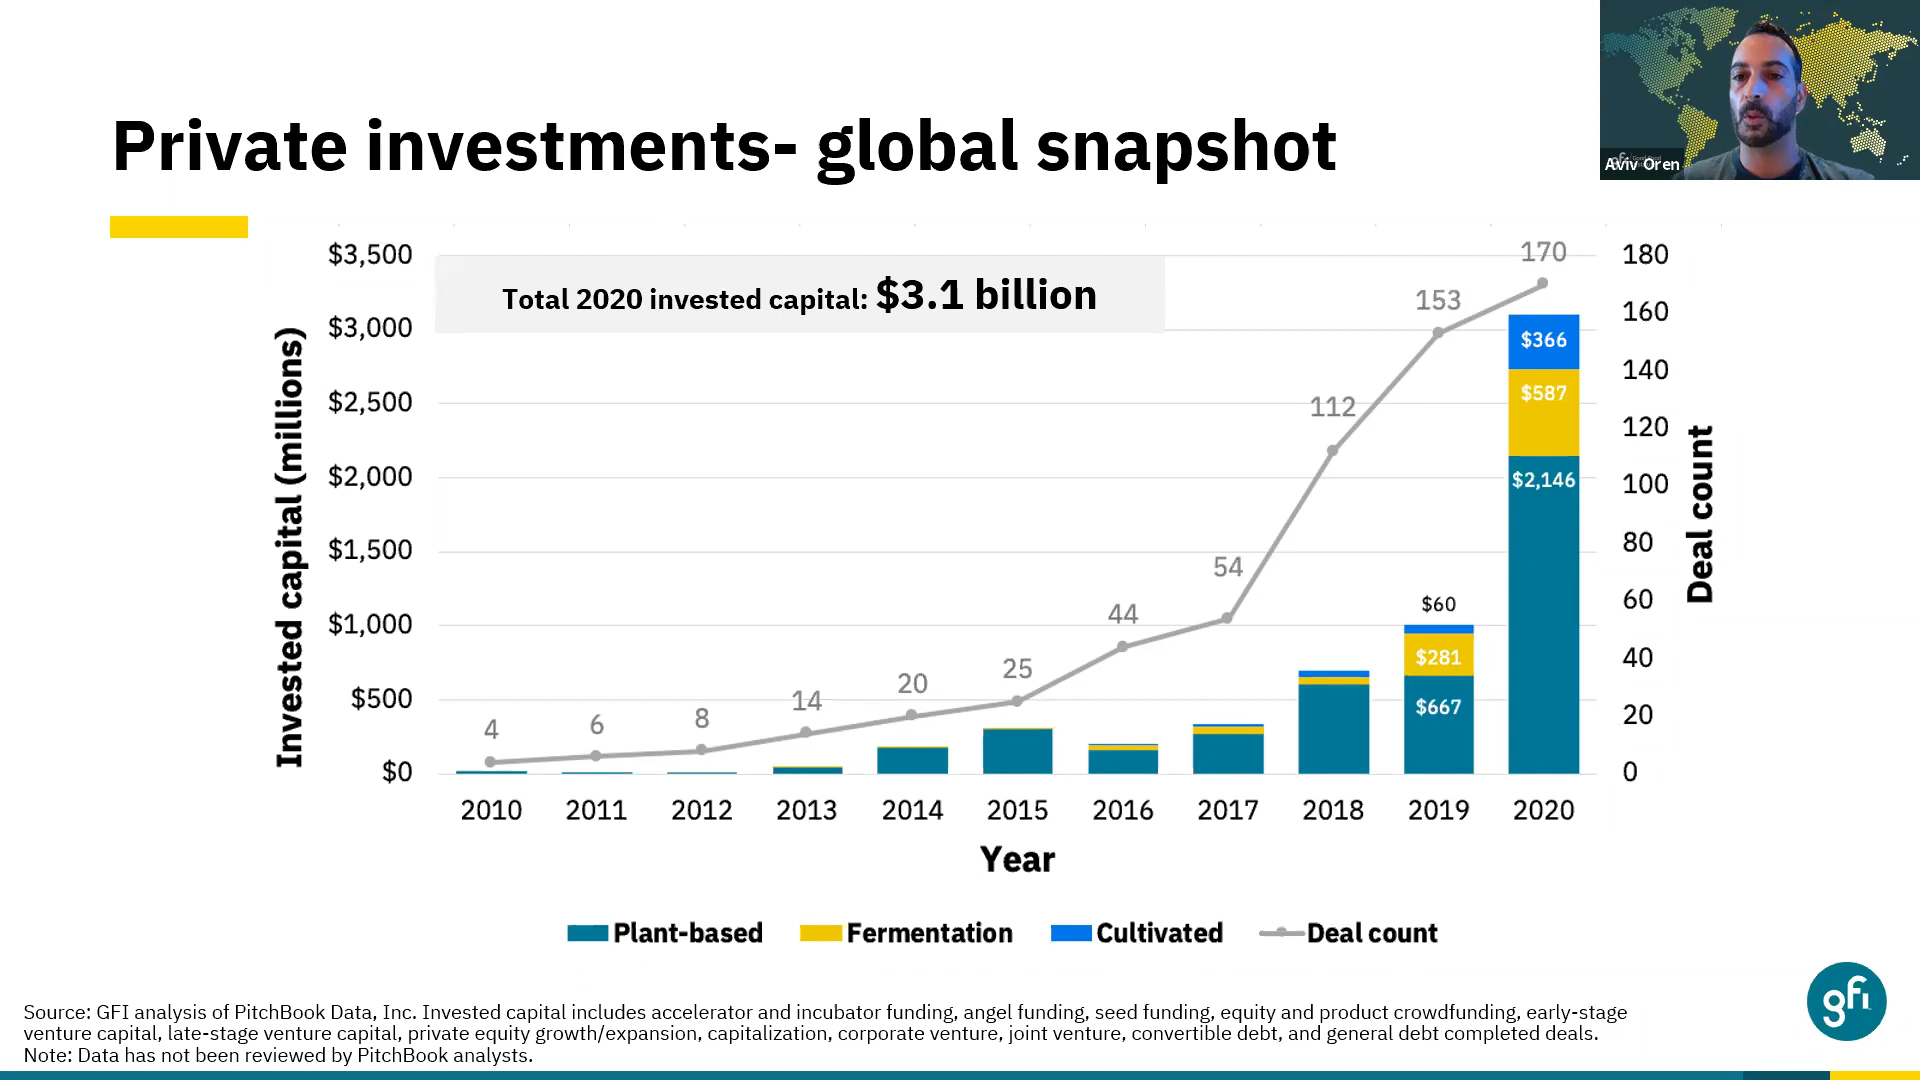 Private investments- global snapshot
Aviv Oren
Total 2020 invested capital: $3.1 billion
Invested capital (millions)
$3,500
$3,000
$2,500
$2,000
$1,500
$1,000
$500
$0
4
6
8
14
20
25
44
54
112
153
170
$60
$281
$667
$366
$587
$2,146
180
160
140
120
100
80
60
40
20
0
Deal count
2010 2011 2012 2013 2014 2015 2016 2017 2018 2019 2020
Year
Plant-based Fermentation Cultivated Deal count
Source: GFI analysis of PitchBook Data, Inc. Invested capital includes accelerator and incubator funding, angel funding, seed funding, equity and product crowdfunding, early-stage
venture capital, late-stage venture capital, private equity growth/expansion, capitalization, corporate venture, joint venture, convertible debt, and general debt completed deals.
Note: Data has not been reviewed by PitchBook analysts.
gfi